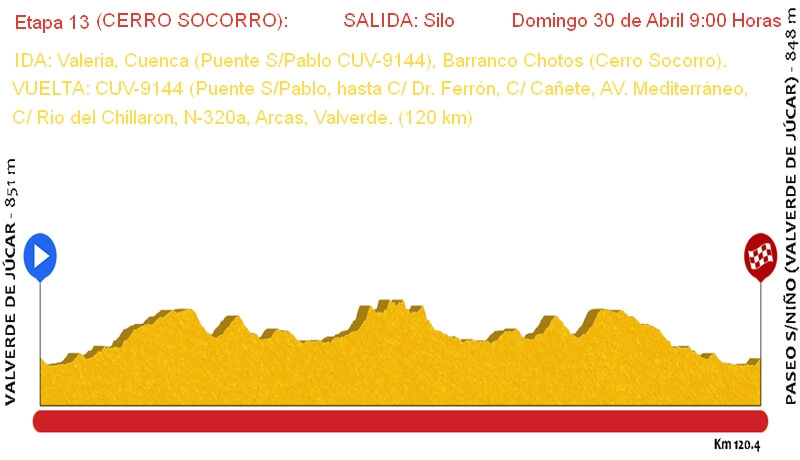 Etapa 13 (CERRO SOCORRO): SALIDA: Silo Domingo 30 de Abril 9:00 Horas
IDA: Valeria, Cuenca (Puente S/Pablo CUV-9144), Barranco Chotos (Cerro Socorro).
VUELTA: CUV-9144 (Puente S/Pablo, hasta C/ Dr. Ferrón, C/ Cañete, AV. Mediterráneo,
C/ Rio del Chillaron, N-320a, Arcas, Valverde. (120 km)
VALVERDE DE JÚCAR - 851 m
PASEO S/NIÑO (VALVERDE DE JÚCAR) - 848 m
Km 120.4